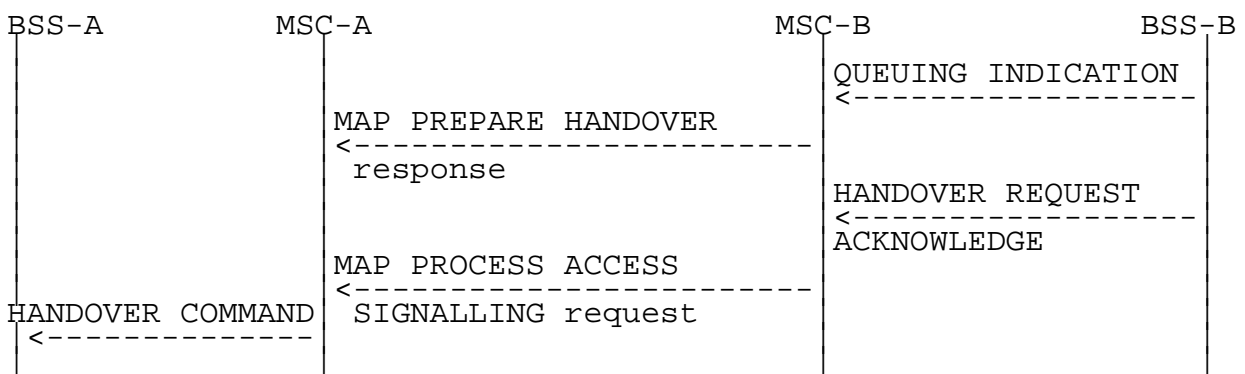 BSS-A MSC-A MSC-B BSS-B
QUEUING INDICATION
MAP PREPARE HANDOVER
response
HANDOVER REQUEST
ACKNOWLEDGE
MAP PROCESS ACCESS
HANDOVER COMMAND SIGNALLING request